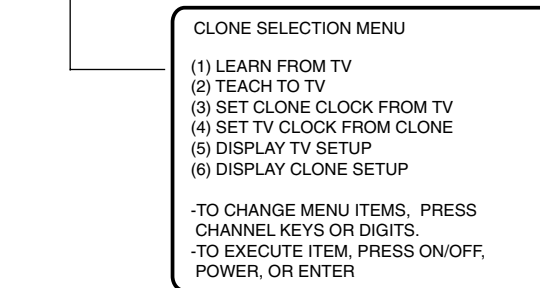 CLONE SELECTION MENU
(1) LEARN FROM TV
(2) TEACH TO TV
(3) SET CLONE CLOCK FROM TV
(4) SET TV CLOCK FROM CLONE
(5) DISPLAY TV SETUP
(6) DISPLAY CLONE SETUP
-TO CHANGE MENU ITEMS, PRESS
CHANNEL KEYS OR DIGITS.
-TO EXECUTE ITEM, PRESS ON/OFF,
POWER, OR ENTER